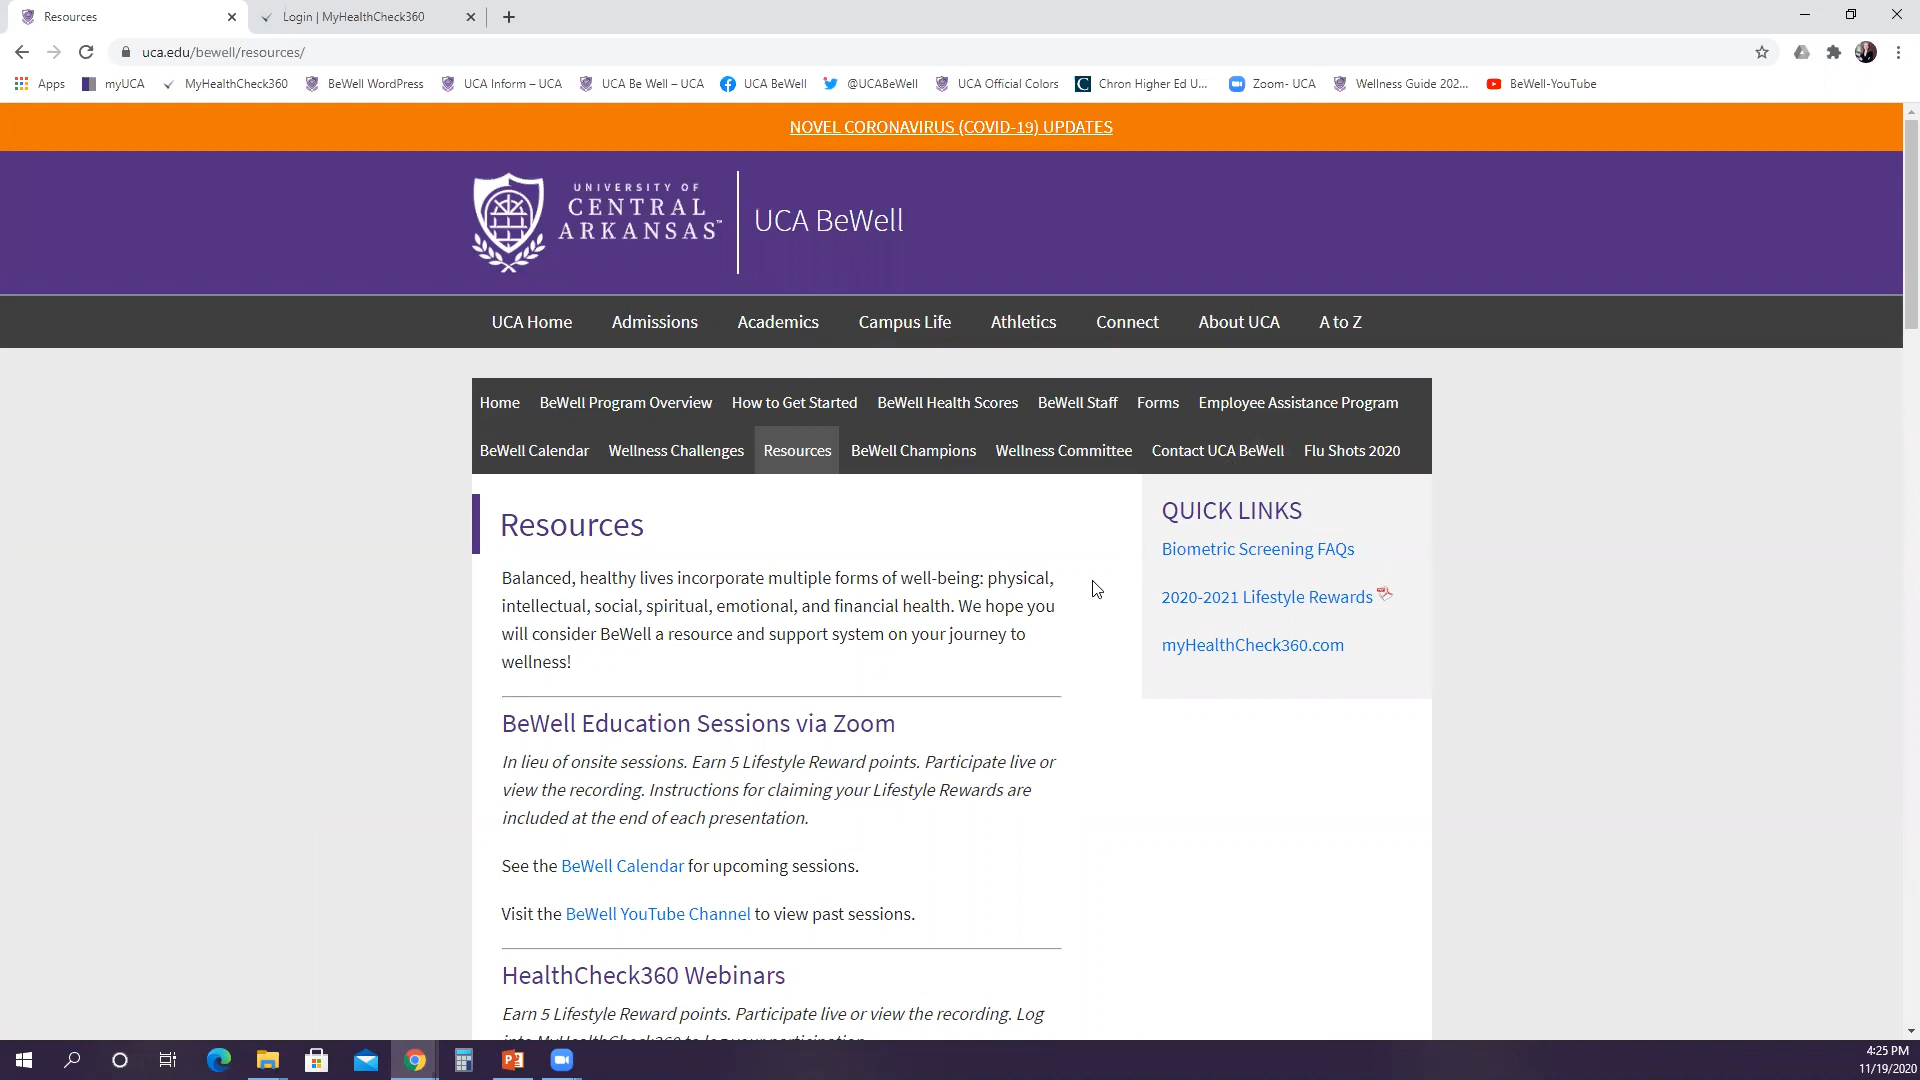 Resources
Login | MyHealthCheck360
uca.edu/bewell/resources/
Apps
myUCA
MyHealthCheck360
BeWell WordPress
UCA Inform – UCA
UCA Be Well – UCA
UCA BeWell
@UCABeWell
UCA Official Colors
Chron Higher Ed U...
Zoom- UCA
Wellness Guide 202...
BeWell-YouTube
NOVEL CORONAVIRUS (COVID-19) UPDATES
UNIVERSITY OF
CENTRAL
ARKANSAS™
UCA BeWell
UCA Home
Admissions
Academics
Campus Life
Athletics
Connect
About UCA
A to Z
Home
BeWell Program Overview
How to Get Started
BeWell Health Scores
BeWell Staff
Forms
Employee Assistance Program
BeWell Calendar
Wellness Challenges
Resources
BeWell Champions
Wellness Committee
Contact UCA BeWell
Flu Shots 2020
Resources
Balanced, healthy lives incorporate multiple forms of well-being: physical,
intellectual, social, spiritual, emotional, and financial health. We hope you
will consider BeWell a resource and support system on your journey to
wellness!
BeWell Education Sessions via Zoom
In lieu of onsite sessions. Earn 5 Lifestyle Reward points. Participate live or
view the recording. Instructions for claiming your Lifestyle Rewards are
included at the end of each presentation.
See the BeWell Calendar for upcoming sessions.
Visit the BeWell YouTube Channel to view past sessions.
HealthCheck360 Webinars
Earn 5 Lifestyle Reward points. Participate live or view the recording. Log
into MyHealthCheck360 to log your participation.
QUICK LINKS
Biometric Screening FAQs
2020-2021 Lifestyle Rewards
myHealthCheck360.com
4:25 PM
11/19/2020